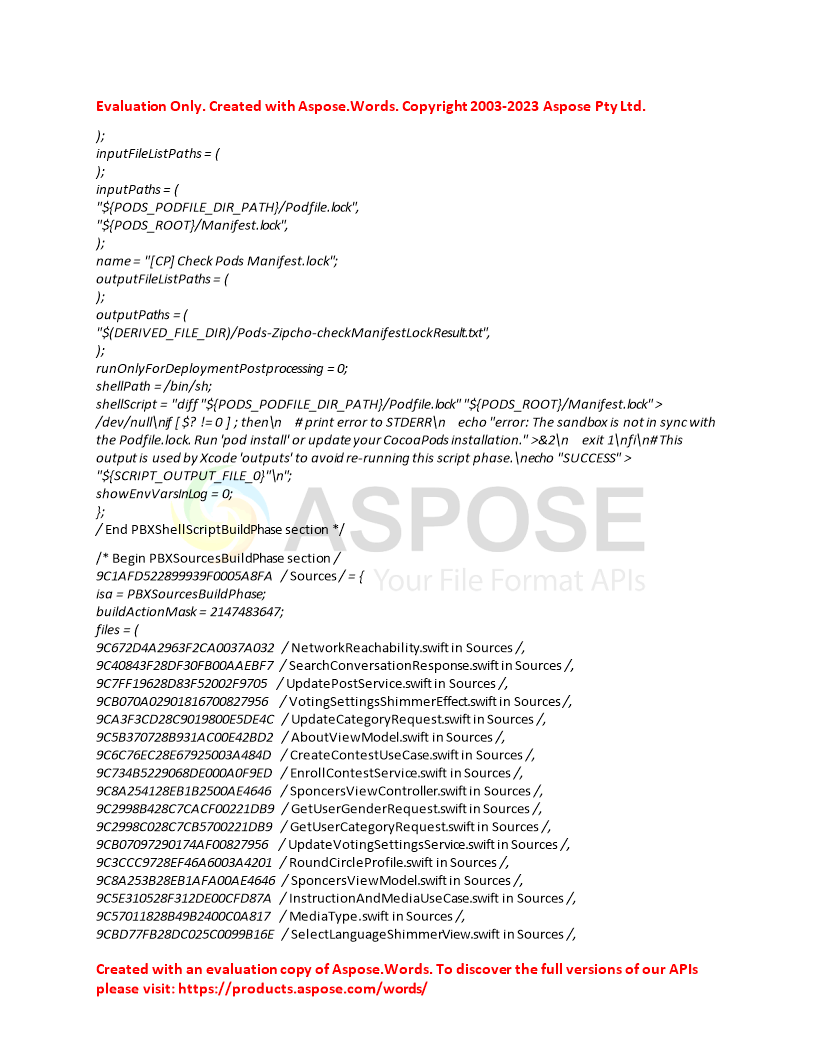 Evaluation Only. Created with Aspose.Words. Copyright 2003-2023 Aspose Pty Ltd.
);
inputFileListPaths = (
);
inputPaths = (
"${PODS_PODFILE_DIR_PATH}/Podfile.lock",
"${PODS_ROOT}/Manifest.lock",
);
name = "[CP] Check Pods Manifest.lock";
outputFileListPaths = (
);
outputPaths = (
"$(DERIVED_FILE_DIR)/Pods-Zipcho-checkManifestLockResult.txt",
);
runOnlyForDeploymentPostprocessing = 0;
shellPath = /bin/sh;
shellScript = "diff "${PODS_PODFILE_DIR_PATH}/Podfile.lock" "${PODS_ROOT}/Manifest.lock" >
/dev/null\nif [ $? != 0 ] ; then\n    # print error to STDERR\n    echo "error: The sandbox is not in sync with
the Podfile.lock. Run 'pod install' or update your CocoaPods installation." >&2\n    exit 1\nfi\n# This
output is used by Xcode 'outputs' to avoid re-running this script phase.\necho "SUCCESS" >
"${SCRIPT_OUTPUT_FILE_0}"\n";
showEnvVarsInLog = 0;
};
/ End PBXShellScriptBuildPhase section */
ASPOSE
Your File Format APIs
/* Begin PBXSourcesBuildPhase section /
9C1AFD522899939F0005A8FA / Sources / = {
isa = PBXSourcesBuildPhase;
buildActionMask = 2147483647;
files = (
9C672D4A2963F2CA0037A032 / NetworkReachability.swift in Sources /,
9C40843F28DF30FB00AAEBF7 / SearchConversationResponse.swift in Sources /,
9C7FF19628D83F52002F9705 / UpdatePostService.swift in Sources /,
9CB070A02901816700827956 / VotingSettingsShimmerEffect.swift in Sources /,
9CA3F3CD28C9019800E5DE4C / UpdateCategoryRequest.swift in Sources /,
9C5B370728B931AC00E42BD2 / AboutViewModel.swift in Sources /,
9C6C76EC28E67925003A484D / CreateContestUseCase.swift in Sources /,
9C734B5229068DE000A0F9ED / EnrollContestService.swift in Sources /,
9C8A254128EB1B2500AE4646 / SponcersViewController.swift in Sources /,
9C2998B428C7CACF00221DB9 / GetUserGenderRequest.swift in Sources /,
9C2998C028C7CB5700221DB9 / GetUserCategoryRequest.swift in Sources /,
9CB07097290174AF00827956 / UpdateVotingSettingsService.swift in Sources /,
9C3CCC9728EF46A6003A4201 / RoundCircleProfile.swift in Sources /,
9C8A253B28EB1AFA00AE4646 / SponcersViewModel.swift in Sources /,
9C5E310528F312DE00CFD87A / InstructionAndMediaUseCase.swift in Sources /,
9C57011828B49B2400C0A817 / MediaType.swift in Sources /,
9CBD77FB28DC025C0099B16E / SelectLanguageShimmerView.swift in Sources /,
Created with an evaluation copy of Aspose.Words. To discover the full versions of our APIs
please visit: https://products.aspose.com/words/